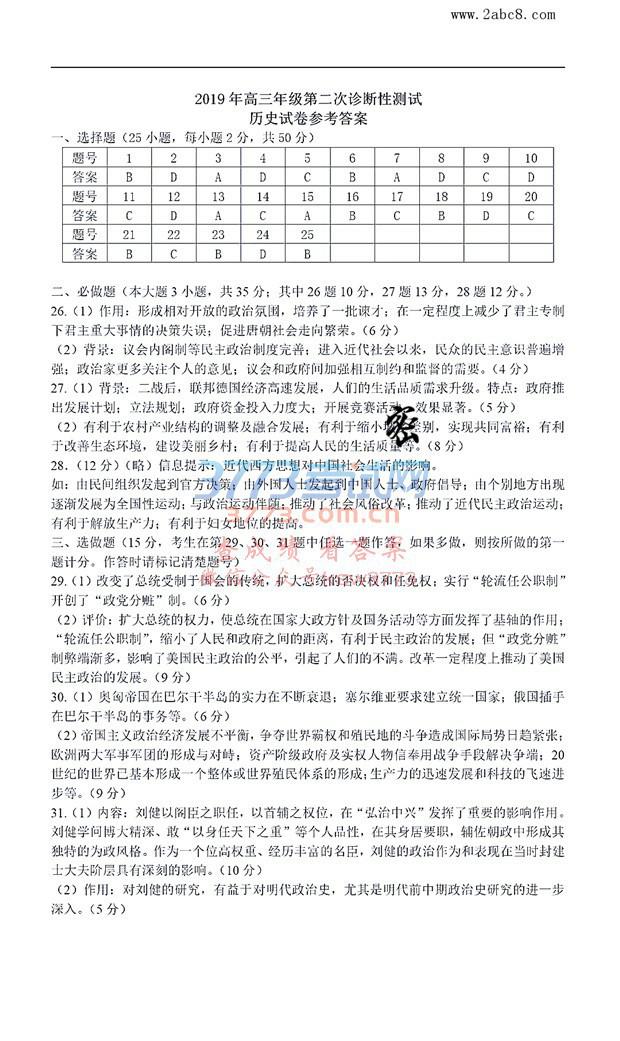 www.2abc8.com
2019 年高三年级第二次诊断性测试
历史试卷参考答案
一、选择题（25 小题，每小题 2 分，共 50 分）
题号 1 2 3 4 5 6 7 8 9 10
答案 B D A D C B A D C D
题号 11 12 13 14 15 16 17 18 19 20
答案 C D A C A B C B D C
题号 21 22 23 24 25
答案 B C B D B
二、必做题（本大题 3 小题，共 35 分；其中 26 题 10 分，27 题 13 分，28 题 12 分。）
26.（1）作用：形成相对开放的政治氛围，培养了一批谏才；在一定程度上减少了君主专制
下君主重大事情的决策失误；促进唐朝社会走向繁荣。（6 分）
（2）背景：议会内阁制等民主政治制度完善；进入近代社会以来，民众的民主意识普遍增
强；政治家更多关注个人的意见；议会和政府间加强相互制约和监督的需要。（4 分）
27.（1）背景：二战后，联邦德国经济高速发展，人们的生活品质需求升级。特点：政府推
出发展计划；立法规划；政府资金投入力度大；开展竞赛活动，效果显著。（5 分）
（2）有利于农村产业结构的调整及融合发展；有利于缩小城乡差别，实现共同富裕；有利
于改善生态环境，建设美丽乡村；有利于提高人民的生活质量等。（8 分）
密
28.（12 分）（略）信息提示：近代西方思想对中国社会生活的影响。
如：由民间组织发起到官方决策；由外国人士发起到中国人士、政府倡导；由个别地方出现
逐渐发展为全国性运动；与政治运动伴随；推动了社会风俗改革；推动了近代民主政治运动；
有利于解放生产力；有利于妇女地位的提高。
3773考试网
3773.com
查成绩看答案
三、选做题（15 分，考生在第 29、30、31 题中任选一题作答，如果多做，则按所做的第一
题计分。作答时请标记清楚题号）
29.（1）改变了总统受制于国会的传统，扩大总统的否决权和任免权；实行“轮流任公职制”
开创了“政党分赃”制。（6 分）
（2）评价：扩大总统的权力，使总统在国家大政方针及国务活动等方面发挥了基轴的作用；
“轮流任公职制”，缩小了人民和政府之间的距离，有利于民主政治的发展；但“政党分赃”
制弊端渐多，影响了美国民主政治的公平，引起了人们的不满。改革一定程度上推动了美国
民主政治的发展。（9 分）
30.（1）奥匈帝国在巴尔干半岛的实力在不断衰退；塞尔维亚要求建立统一国家；俄国插手
在巴尔干半岛的事务等。（6 分）
（2）帝国主义政治经济发展不平衡，争夺世界霸权和殖民地的斗争造成国际局势日趋紧张；
欧洲两大军事军团的形成与对峙；资产阶级政府及实权人物信奉用战争手段解决争端；20
世纪的世界已基本形成一个整体或世界殖民体系的形成；生产力的迅速发展和科技的飞速进
步等。（9 分）
31.（1）内容：刘健以阁臣之职任，以首辅之权位，在“弘治中兴”发挥了重要的影响作用。
刘健学问博大精深、敢“以身任天下之重”等个人品性，在其身居要职，辅佐朝政中形成其
独特的为政风格。作为一个位高权重、经历丰富的名臣，刘健的政治作为和表现在当时封建
士大夫阶层具有深刻的影响。（10 分）
（2）作用：对刘健的研究，有益于对明代政治史，尤其是明代前中期政治史研究的进一步
深入。（5 分）